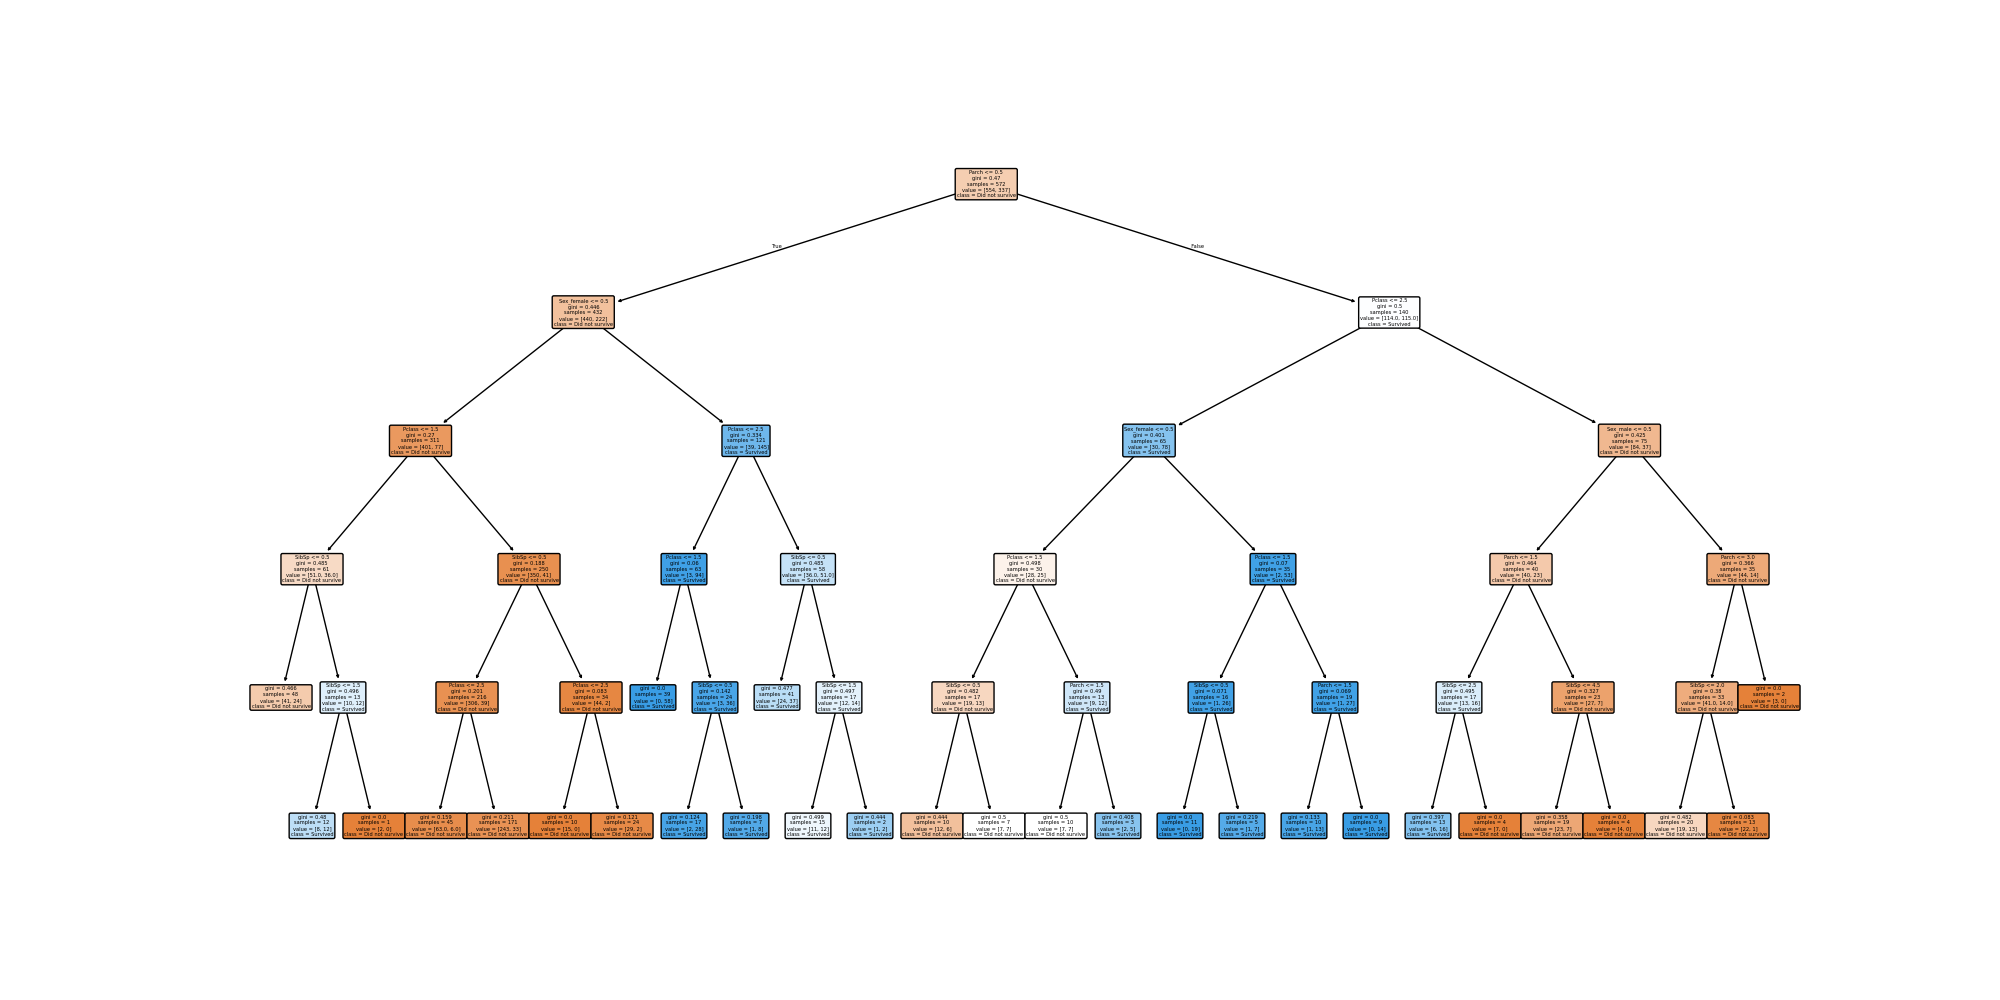 Parch <= 0.5
gini = 0.47
samples = 572
value = [554, 337]
class = Did not survive
True
False
Sex_female <= 0.5
gini = 0.446
samples = 432
value = [440, 222]
class = Did not survive
Pclass <= 2.5
gini = 0.5
samples = 140
value = [114.0, 115.0]
class = Survived
Pclass <= 1.5
gini = 0.27
samples = 311
value = [401, 77]
class = Did not survive
Pclass <= 2.5
gini = 0.334
samples = 121
value = [39, 145]
class = Survived
Sex_female <= 0.5
gini = 0.401
samples = 65
value = [30, 78]
class = Survived
Sex_male <= 0.5
gini = 0.425
samples = 75
value = [84, 37]
class = Did not survive
SibSp <= 0.5
gini = 0.485
samples = 61
value = [51.0, 36.0]
class = Did not survive
SibSp <= 0.5
gini = 0.188
samples = 250
value = [350, 41]
class = Did not survive
Pclass <= 1.5
gini = 0.06
samples = 63
value = [3, 94]
class = Survived
SibSp <= 0.5
gini = 0.485
samples = 58
value = [36.0, 51.0]
class = Survived
Pclass <= 1.5
gini = 0.498
samples = 30
value = [28, 25]
class = Did not survive
Pclass <= 1.5
gini = 0.07
samples = 35
value = [2, 53]
class = Survived
Parch <= 1.5
gini = 0.464
samples = 40
value = [40, 23]
class = Did not survive
Parch <= 3.0
gini = 0.366
samples = 35
value = [44, 14]
class = Did not survive
gini = 0.466
samples = 48
value = [41, 24]
class = Did not survive
SibSp <= 1.5
gini = 0.496
samples = 13
value = [10, 12]
class = Survived
Pclass <= 2.5
gini = 0.201
samples = 216
value = [306, 39]
class = Did not survive
Pclass <= 2.5
gini = 0.083
samples = 34
value = [44, 2]
class = Did not survive
gini = 0.0
samples = 39
value = [0, 58]
class = Survived
SibSp <= 0.5
gini = 0.142
samples = 24
value = [3, 36]
class = Survived
gini = 0.477
samples = 41
value = [24, 37]
class = Survived
SibSp <= 1.5
gini = 0.497
samples = 17
value = [12, 14]
class = Survived
SibSp <= 0.5
gini = 0.482
samples = 17
value = [19, 13]
class = Did not survive
Parch <= 1.5
gini = 0.49
samples = 13
value = [9, 12]
class = Survived
SibSp <= 0.5
gini = 0.071
samples = 16
value = [1, 26]
class = Survived
Parch <= 1.5
gini = 0.069
samples = 19
value = [1, 27]
class = Survived
SibSp <= 2.5
gini = 0.495
samples = 17
value = [13, 16]
class = Survived
SibSp <= 4.5
gini = 0.327
samples = 23
value = [27, 7]
class = Did not survive
SibSp <= 2.0
gini = 0.38
samples = 33
value = [41.0, 14.0]
class = Did not survive
gini = 0.0
samples = 2
value = [3, 0]
class = Did not survive
gini = 0.48
samples = 12
value = [8, 12]
class = Survived
gini = 0.0
samples = 1
value = [2, 0]
class = Did not survive
gini = 0.159
samples = 45
value = [63.0, 6.0]
class = Did not survive
gini = 0.211
samples = 171
value = [243, 33]
class = Did not survive
gini = 0.0
samples = 10
value = [15, 0]
class = Did not survive
gini = 0.121
samples = 24
value = [29, 2]
class = Did not survive
gini = 0.124
samples = 17
value = [2, 28]
class = Survived
gini = 0.198
samples = 7
value = [1, 8]
class = Survived
gini = 0.499
samples = 15
value = [11, 12]
class = Survived
gini = 0.444
samples = 2
value = [1, 2]
class = Survived
gini = 0.444
samples = 10
value = [12, 6]
class = Did not survive
gini = 0.5
samples = 7
value = [7, 7]
class = Did not survive
gini = 0.5
samples = 10
value = [7, 7]
class = Did not survive
gini = 0.408
samples = 3
value = [2, 5]
class = Survived
gini = 0.0
samples = 11
value = [0, 19]
class = Survived
gini = 0.219
samples = 5
value = [1, 7]
class = Survived
gini = 0.133
samples = 10
value = [1, 13]
class = Survived
gini = 0.0
samples = 9
value = [0, 14]
class = Survived
gini = 0.397
samples = 13
value = [6, 16]
class = Survived
gini = 0.0
samples = 4
value = [7, 0]
class = Did not survive
gini = 0.358
samples = 19
value = [23, 7]
class = Did not survive
gini = 0.0
samples = 4
value = [4, 0]
class = Did not survive
gini = 0.482
samples = 20
value = [19, 13]
class = Did not survive
gini = 0.083
samples = 13
value = [22, 1]
class = Did not survive